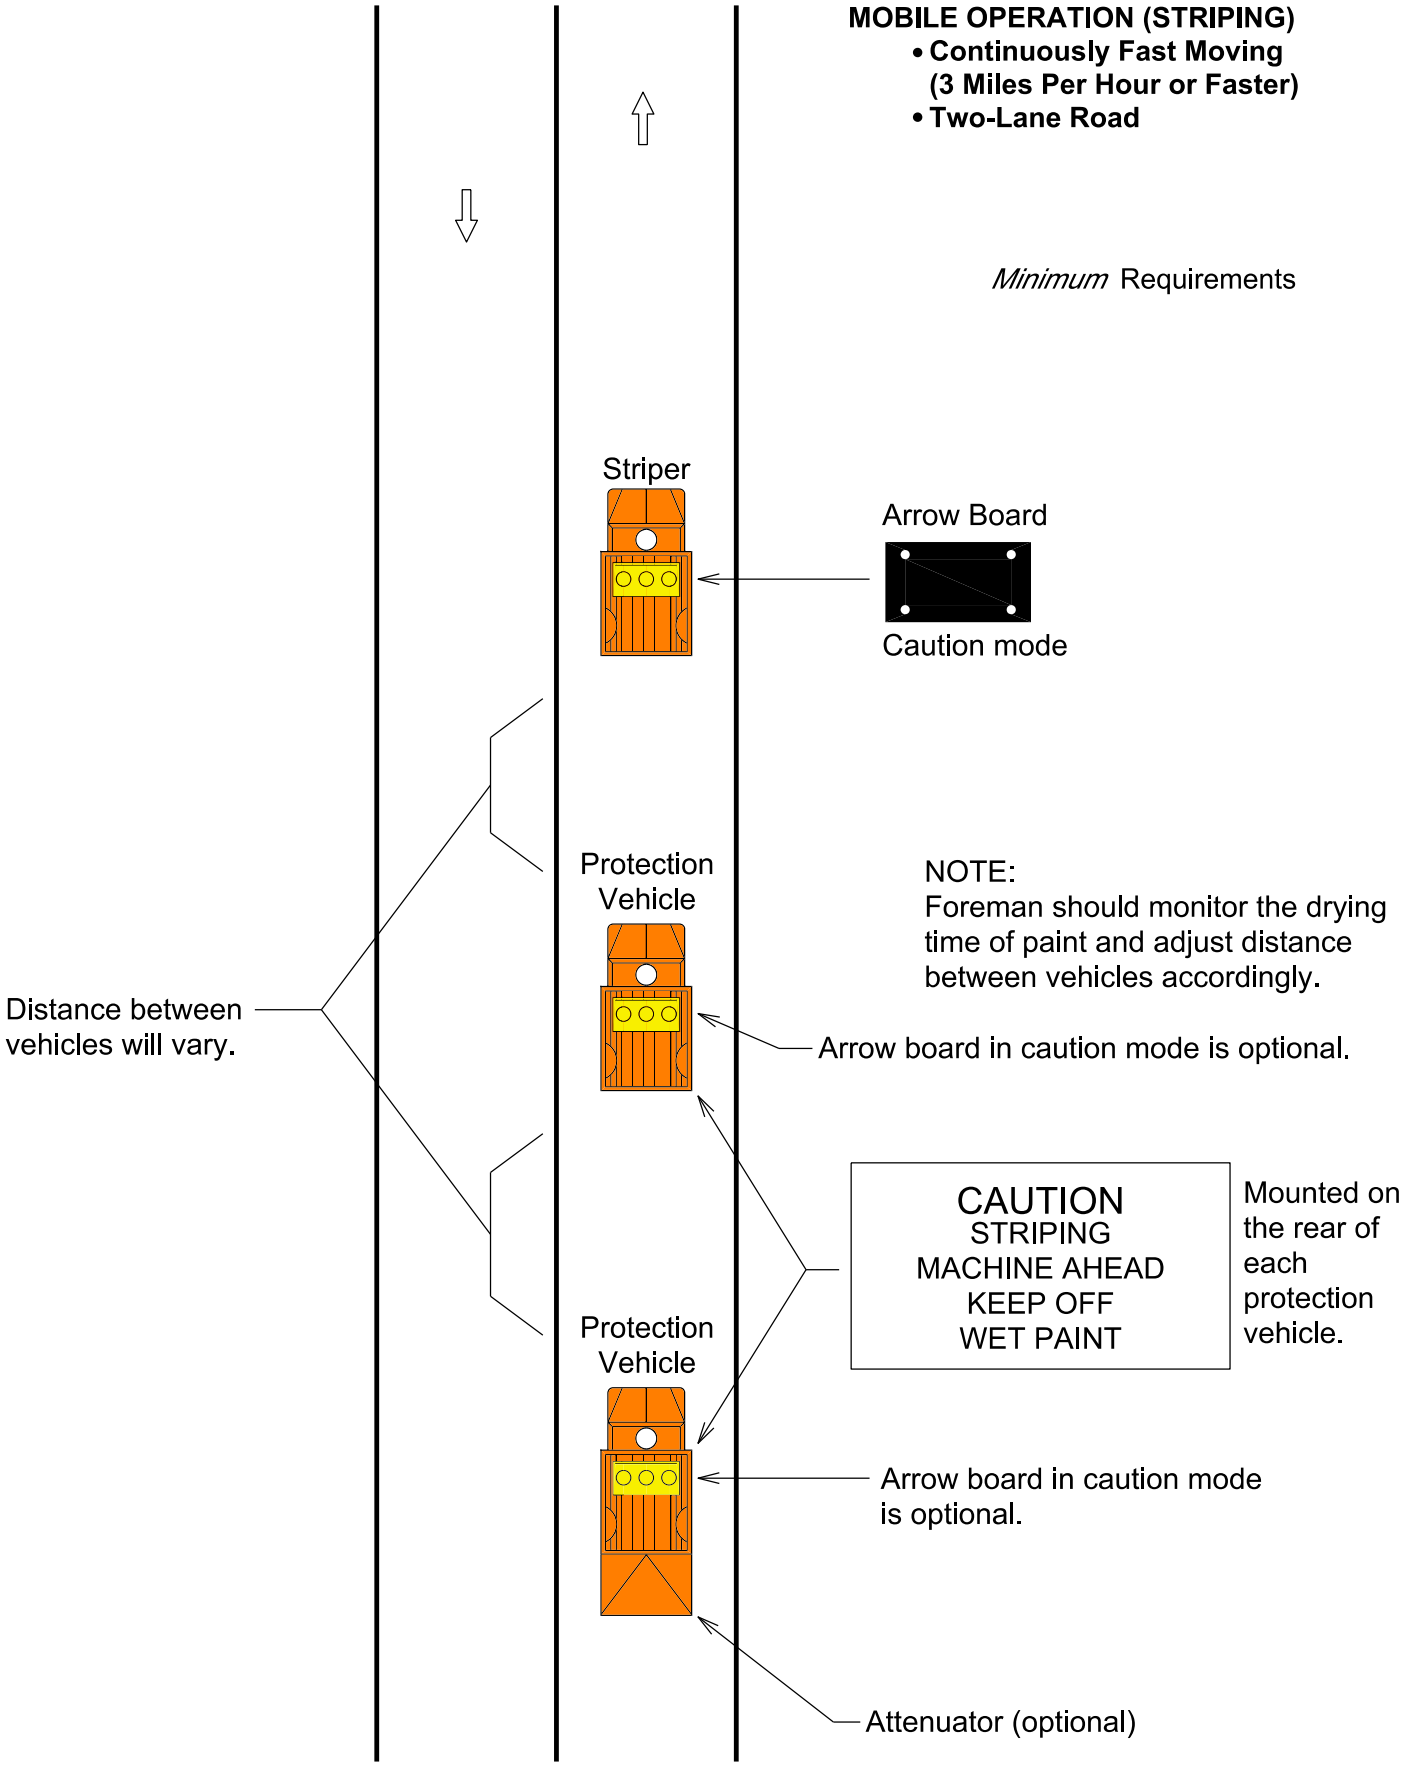 MOBILE OPERATION (STRIPING)
• Continuously Fast Moving
(3 Miles Per Hour or Faster)
• Two-Lane Road
Minimum Requirements
Striper
Arrow Board
Caution mode
Protection
Vehicle
NOTE:
Foreman should monitor the drying
time of paint and adjust distance
between vehicles accordingly.
Distance between
vehicles will vary.
Arrow board in caution mode is optional.
CAUTION
STRIPING
MACHINE AHEAD
KEEP OFF
WET PAINT
Mounted on
the rear of
each
protection
vehicle.
Protection
Vehicle
Arrow board in caution mode
is optional.
Attenuator (optional)